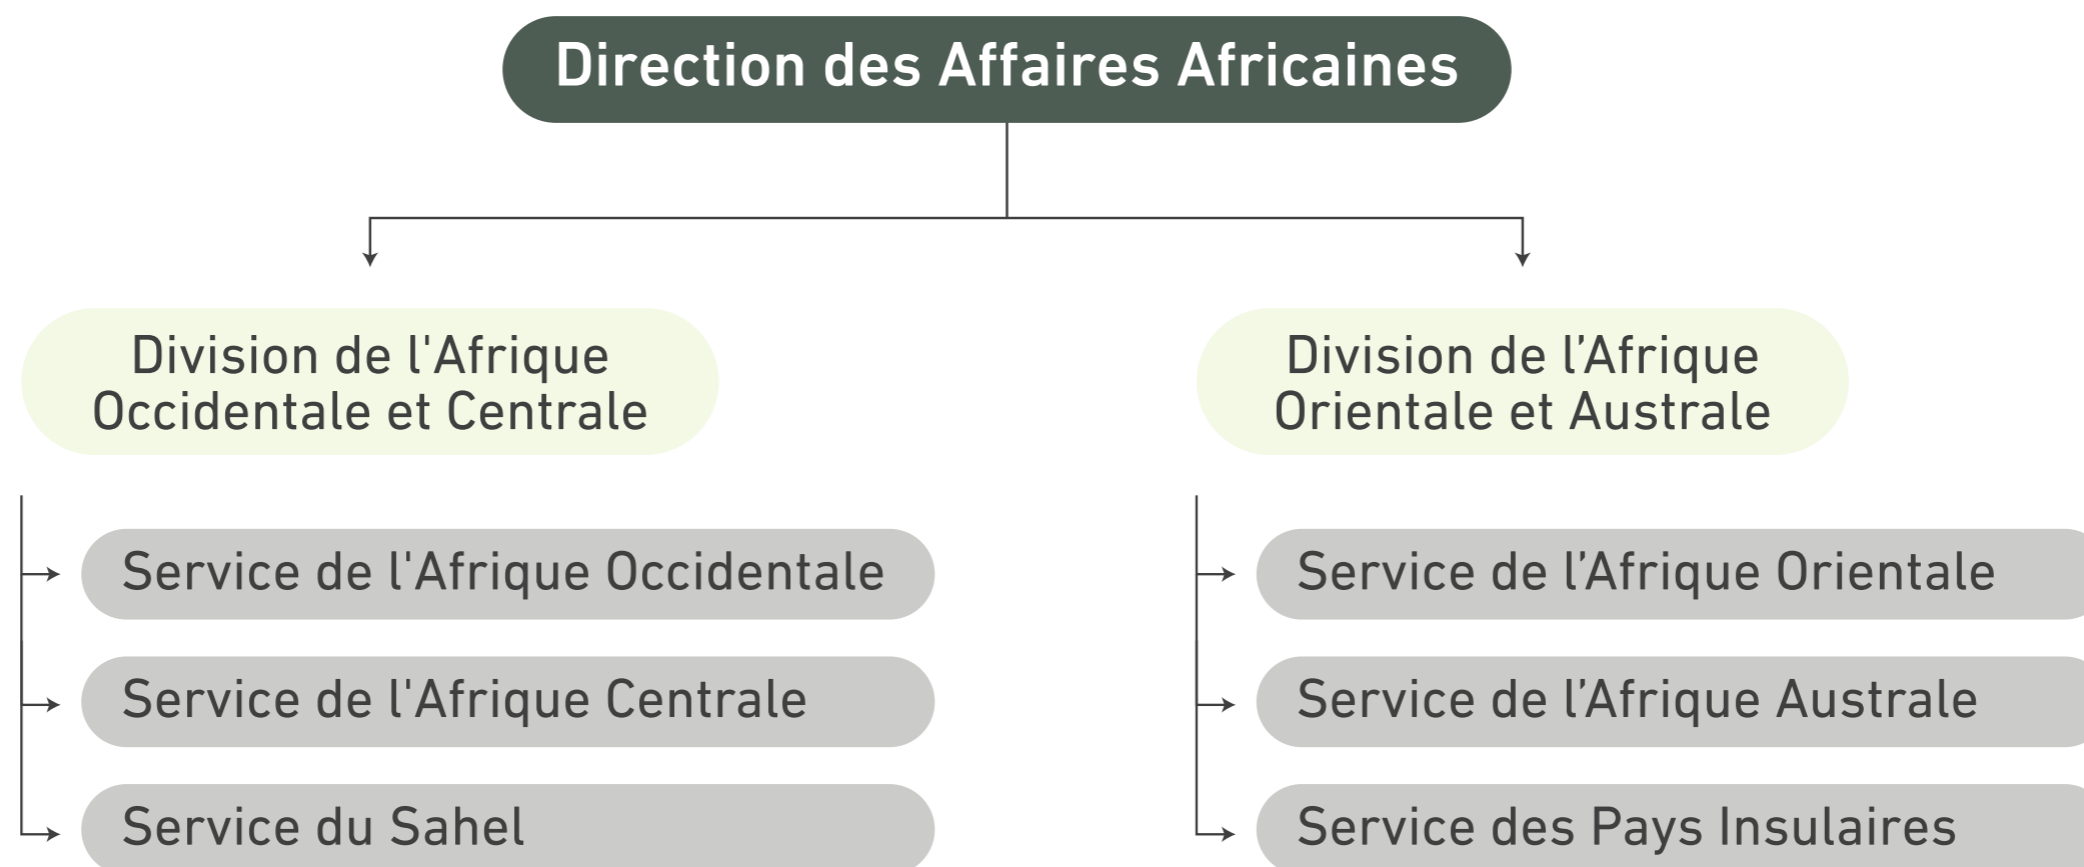 Direction des Affaires Africaines
Division de l'Afrique
Occidentale et Centrale
Service de l'Afrique Occidentale
Service de l'Afrique Centrale
Service du Sahel
Division de l’Afrique
Orientale et Australe
Service de l’Afrique Orientale
Service de l’Afrique Australe
Service des Pays Insulaires